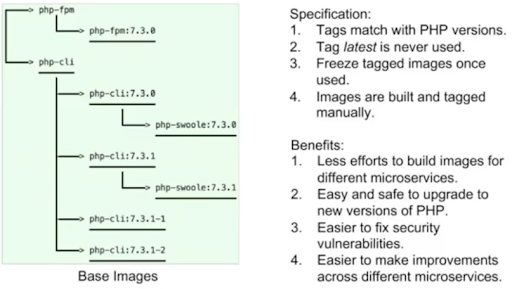 php-fpm
php-fpm:7.3.0
php-cli
php-cli:7.3.0
php-swoole:7.3.0
php-cli:7.3.1
php-swoole:7.3.1
php-cli:7.3.1-1
php-cli:7.3.1-2
Base Images
Specification:
1. Tags match with PHP versions.
2. Tag latest is never used.
3. Freeze tagged images once
used.
4. Images are built and tagged
manually.
Benefits:
1. Less efforts to build images for
different microservices.
2. Easy and safe to upgrade to
new versions of PHP.
3. Easier to fix security
vulnerabilities.
4. Easier to make improvements
across different microservices.